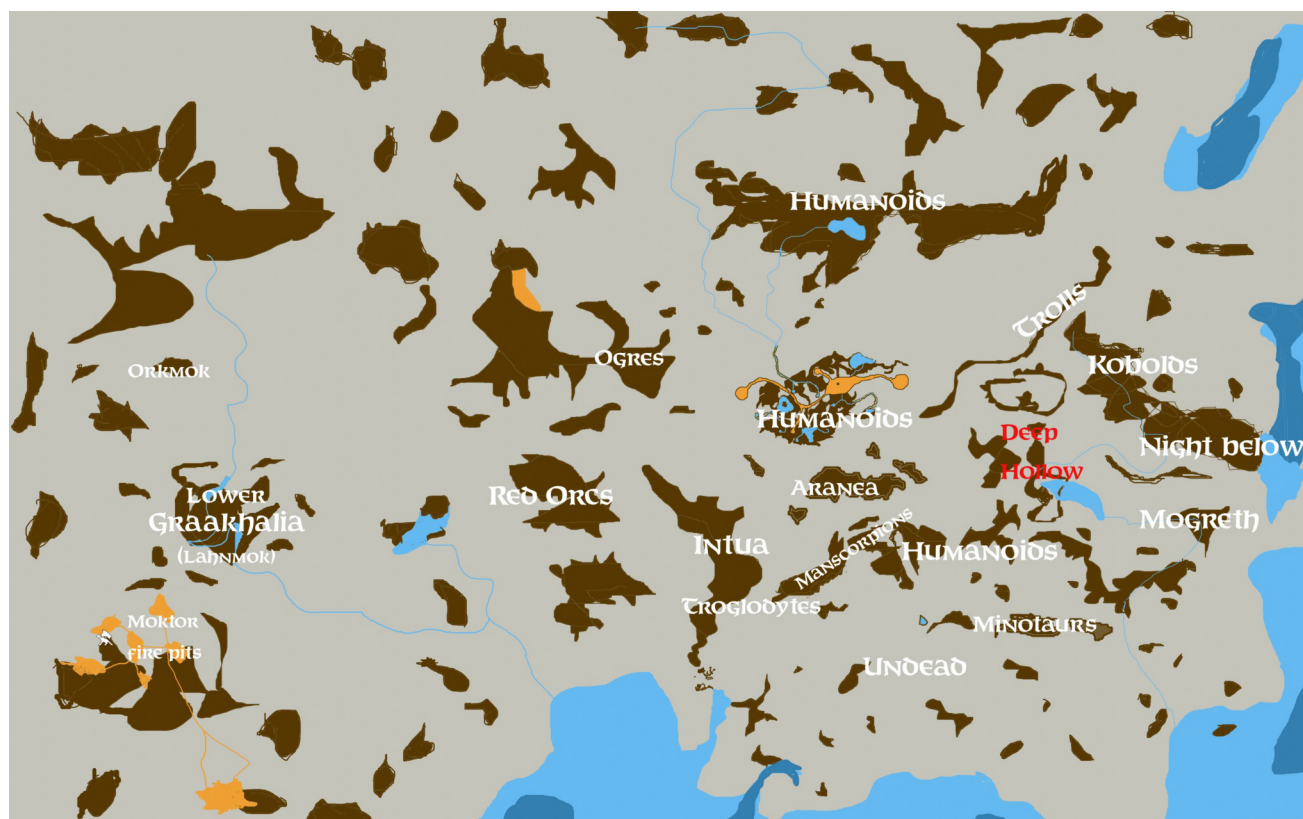 Humanoids
Trolls
Orkmok
Ogres
Kobolds
Humanoids
Deep
Hollow
Night below
Aranea
Red Orcs
Lower
Graakhalia
(Lahnmok)
Intua
Manscorpions
Humanoids
Mogreth
Troglodytes
Moktor
fire pits
Minotaurs
Undead